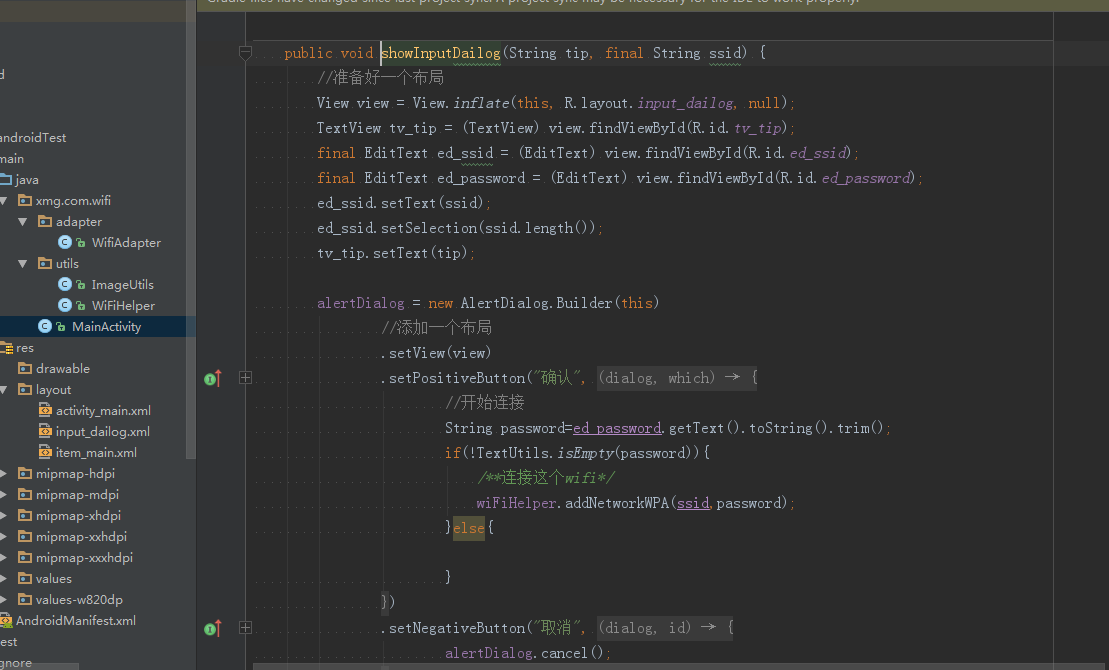 Gradle files have changed since last project sync. A project sync may be necessary for the IDE to work properly.
d
androidTest
main
java
xmg.com.wifi
adapter
WifiAdapter
utils
ImageUtils
WiFiHelper
MainActivity
res
drawable
layout
activity_main.xml
input_dailog.xml
item_main.xml
mipmap-hdpi
mipmap-mdpi
mipmap-xhdpi
mipmap-xxhdpi
mipmap-xxxhdpi
values
values-w820dp
AndroidManifest.xml
est
gnore
public void showInputDailog(String tip, final String ssid) {
//准备好一个布局
View view = View.inflate(this, R.layout.input_dailog, null);
TextView tv_tip = (TextView) view.findViewById(R.id.tv_tip);
final EditText ed_ssid = (EditText) view.findViewById(R.id.ed_ssid);
final EditText ed_password = (EditText) view.findViewById(R.id.ed_password);
ed_ssid.setText(ssid);
ed_ssid.setSelection(ssid.length());
tv_tip.setText(tip);
alertDialog = new AlertDialog.Builder(this)
//添加一个布局
.setView(view)
.setPositiveButton("确认", (dialog, which) → {
//开始连接
String password=ed_password.getText().toString().trim();
if(!TextUtils.isEmpty(password)){
/**连接这个wifi*/
wiFiHelper.addNetworkWPA(ssid,password);
}else{
}
})
.setNegativeButton("取消", (dialog, id) → {
alertDialog.cancel();